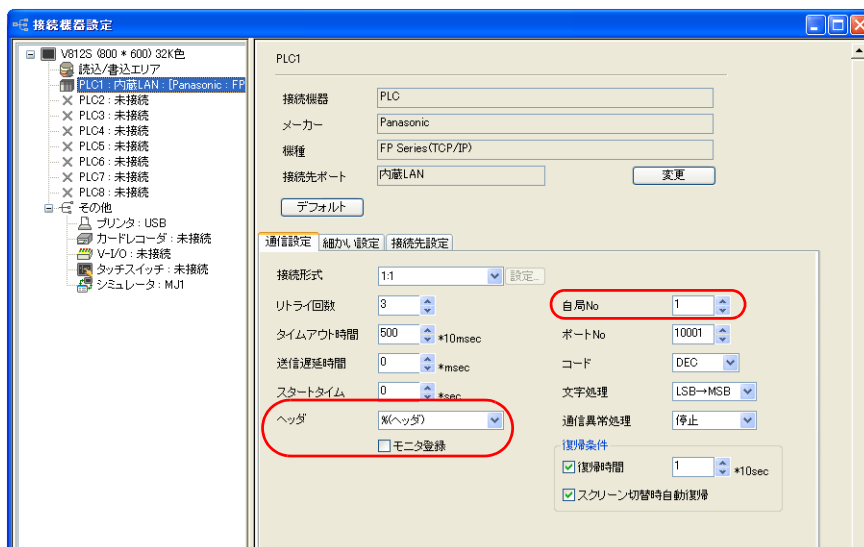 接続機器設定
V812S (800 * 600) 32K色
読込/書込エリア
PLC1 : 内蔵LAN : [Panasonic : FP
PLC2 : 未接続
PLC3 : 未接続
PLC4 : 未接続
PLC5 : 未接続
PLC6 : 未接続
PLC7 : 未接続
PLC8 : 未接続
その他
プリンタ : USB
カードレコーダ : 未接続
V-I/O : 未接続
タッチスイッチ : 未接続
シミュレータ : MJ1
PLC1
接続機器 PLC
メーカー Panasonic
機種 FP Series(TCP/IP)
接続先ポート 内蔵LAN 変更
デフォルト
通信設定 細かい設定 接続先設定
接続形式 1:1 設定...
リトライ回数 3 自局No 1
タイムアウト時間 500 *10msec ポートNo 10001
送信遅延時間 0 *msec コード DEC
スタートタイム 0 *sec 文字処理 LSB→MSB
ヘッダ %(ヘッダ) 通信異常処理 停止
モニタ登録 復帰条件
復帰時間 1 *10sec
スクリーン切替時自動復帰